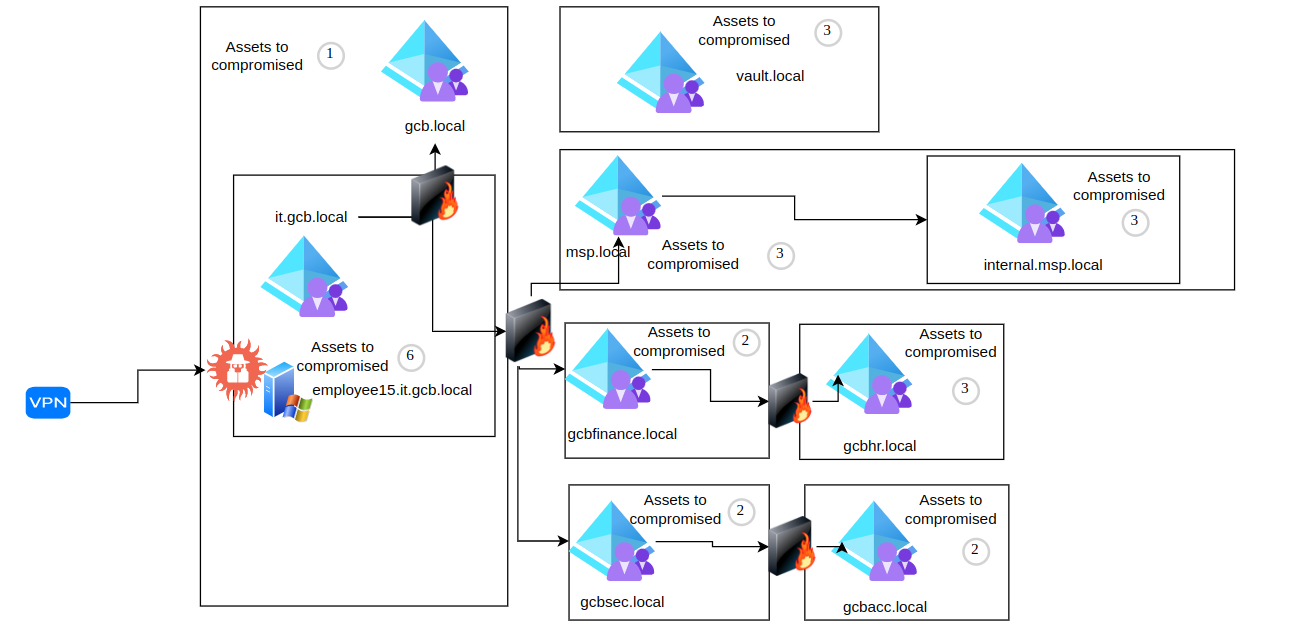 Assets to
compromised
1
gcb.local
it.gcb.local
Assets to
compromised
6
employee15.it.gcb.local
VPN
Assets to
compromised
3
vault.local
msp.local
Assets to
compromised
3
Assets to
compromised
3
internal.msp.local
Assets to
compromised
2
gcbfinance.local
Assets to
compromised
3
gcbhr.local
Assets to
compromised
2
gcbsec.local
Assets to
compromised
2
gcbacc.local